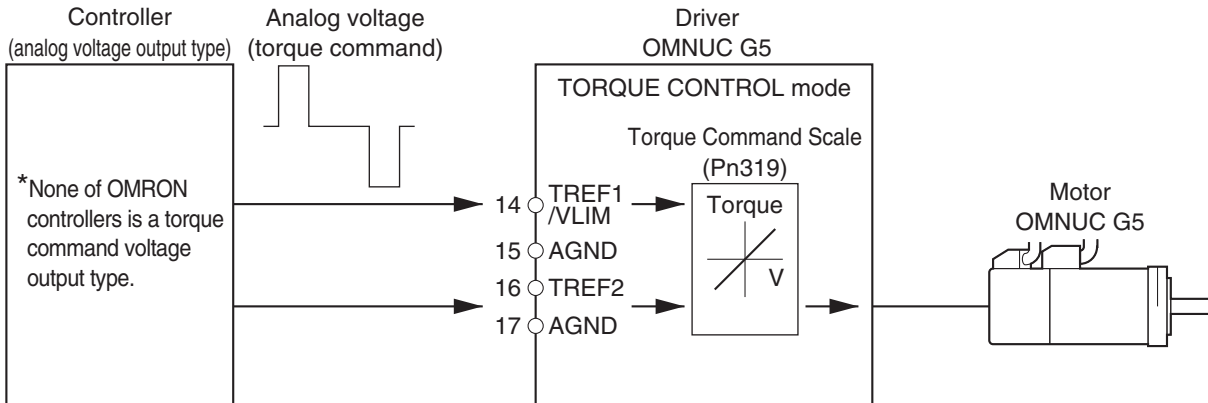 Controller
(analog voltage output type)
Analog voltage
(torque command)
Driver
OMNUC G5
TORQUE CONTROL mode
*None of OMRON
controllers is a torque
command voltage
output type.
Torque Command Scale
(Pn319)
14 TREF1
/VLIM
15 AGND
16 TREF2
17 AGND
Torque
V
Motor
OMNUC G5